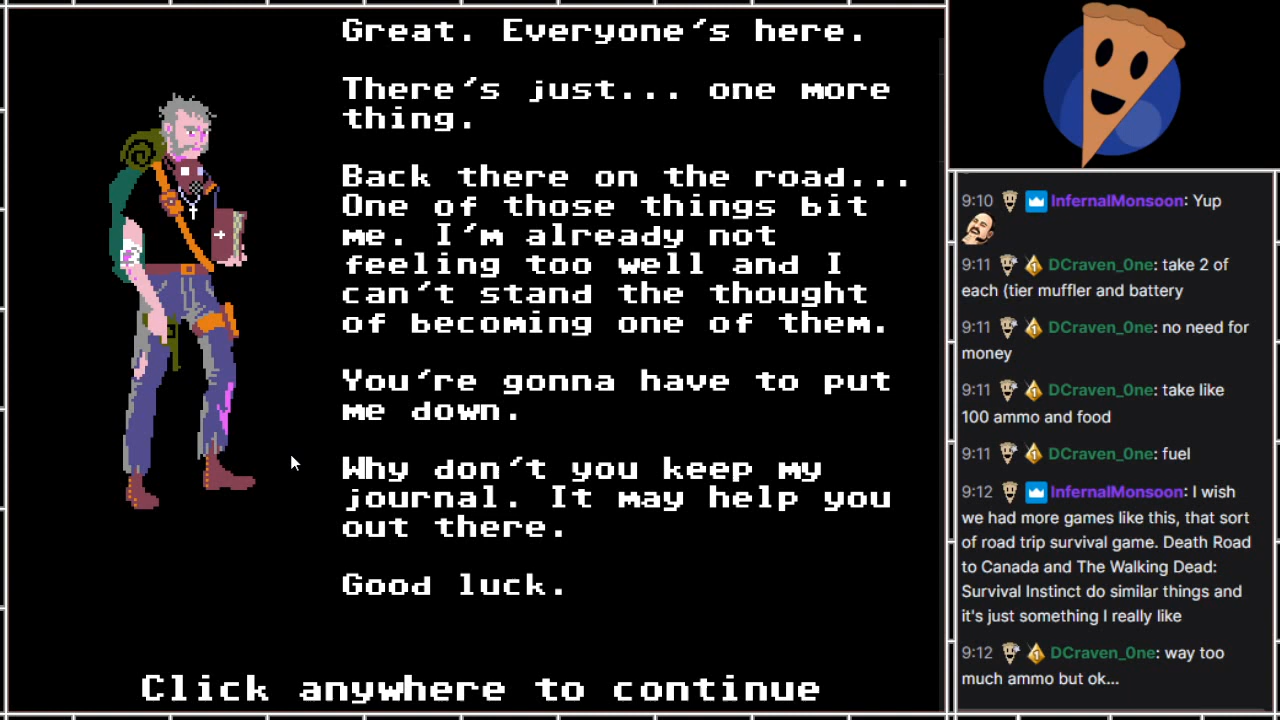 Great. Everyone's here.
There's just... one more
thing.
Back there on the road...
One of those things bit
me. I'm already not
feeling too well and I
can't stand the thought
of becoming one of them.
You're gonna have to put
me down.
Why don't you keep my
journal. It may help you
out there.
Good luck.
Click anywhere to continue
9:10 InfernalMonsoon: Yup
9:11 DCraven_0ne: take 2 of
each (tier muffler and battery
9:11 DCraven_0ne: no need for
money
9:11 DCraven_0ne: take like
100 ammo and food
9:11 DCraven_0ne: fuel
9:12 InfernalMonsoon: I wish
we had more games like this, that sort
of road trip survival game. Death Road
to Canada and The Walking Dead:
Survival Instinct do similar things and
it's just something I really like
9:12 DCraven_0ne: way too
much ammo but ok...